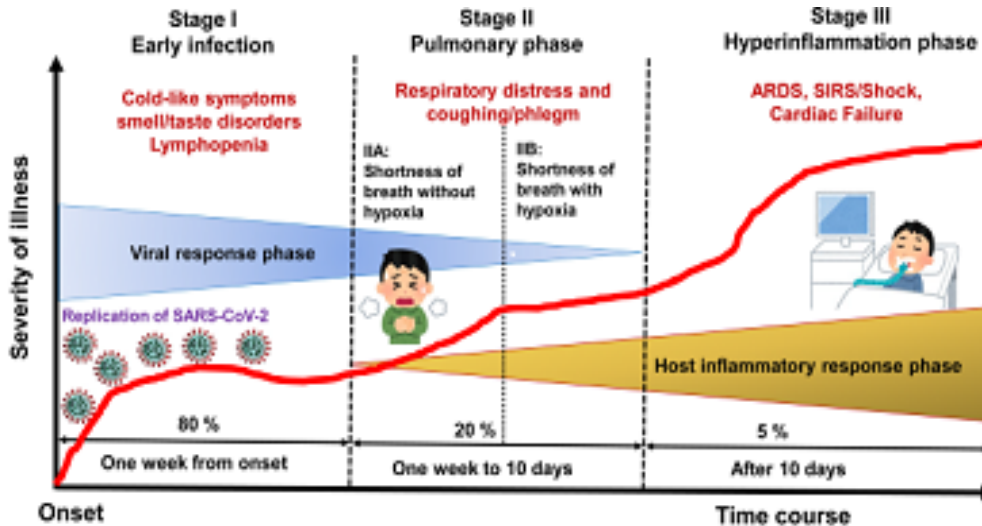 Stage I
Early infection
Stage II
Pulmonary phase
Stage III
Hyperinflammation phase
Cold-like symptoms
smell/taste disorders
Lymphopenia
Respiratory distress and
coughing/phlegm
ARDS, SIRS/Shock,
Cardiac Failure
IIA:
Shortness of
breath without
hypoxia
IIB:
Shortness of
breath with
hypoxia
Severity of illness
Viral response phase
Replication of SARS-CoV-2
Host inflammatory response phase
80 %
20 %
5 %
One week from onset
One week to 10 days
After 10 days
Onset
Time course